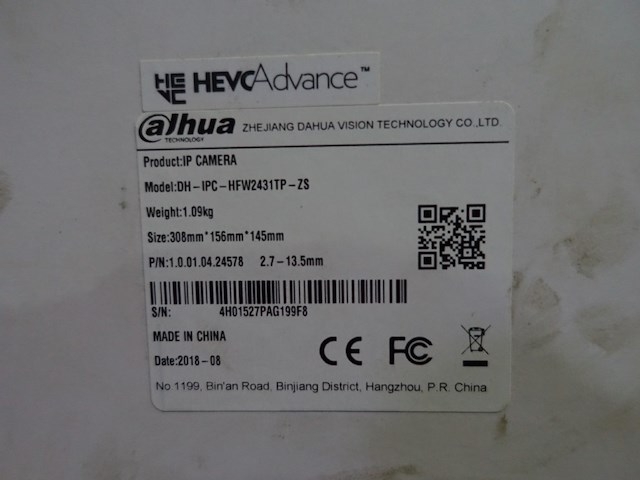 HEVC HEVCAdvance™
alhua ZHEJIANG DAHUA VISION TECHNOLOGY CO.,LTD.
TECHNOLOGY
Product:IP CAMERA
Model:DH-IPC-HFW2431TP-ZS
Weight:1.09kg
Size:308mm*156mm*145mm
P/N:1.0.01.04.24578 2.7-13.5mm
S/N: 4H01527PAG199F8
MADE IN CHINA
CE FC
Date:2018-08
No.1199, Bin'an Road, Binjiang District, Hangzhou, P.R. China